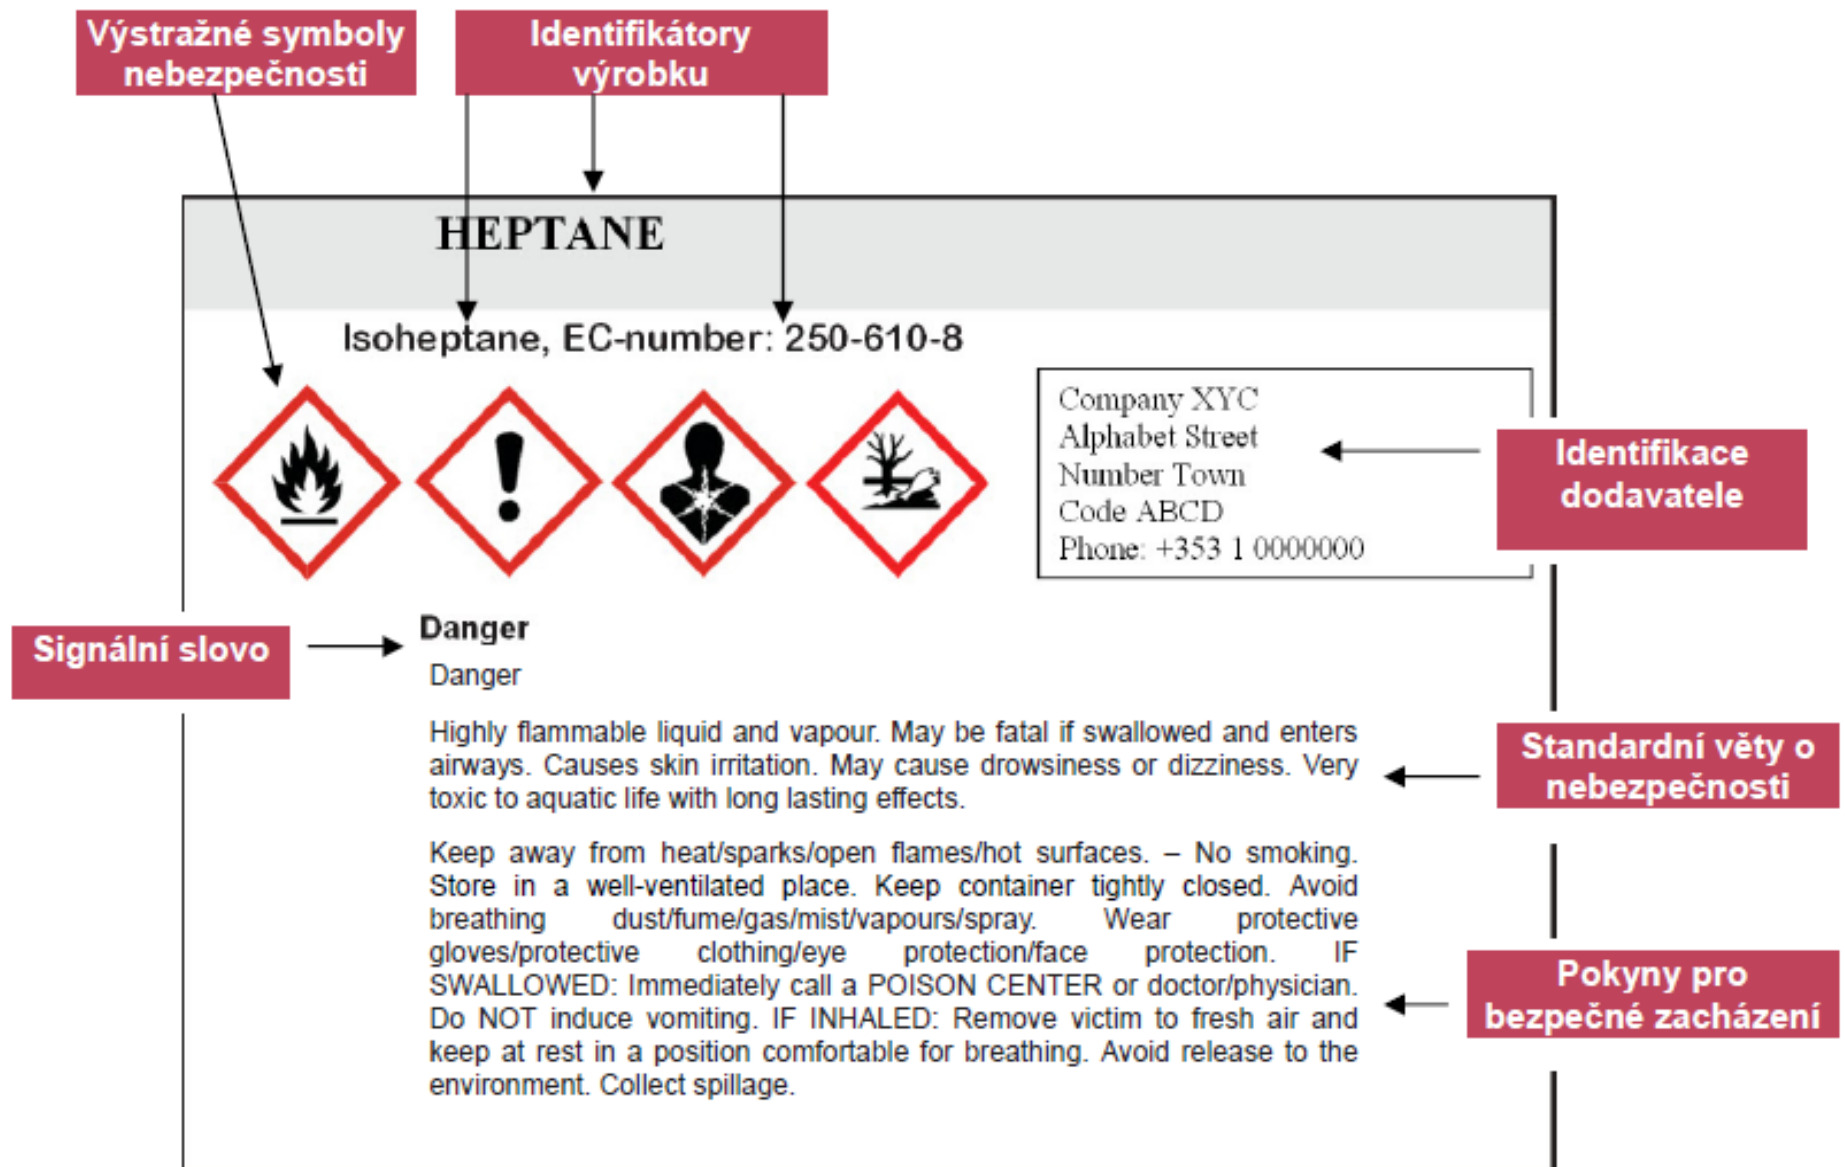 Výstražné symboly
nebezpečnosti
Identifikátory
výrobku
HEPTANE
Isoheptane, EC-number: 250-610-8
Company XYC
Alphabet Street
Number Town
Code ABCD
Phone: +353 1 0000000
Identifikace
dodavatele
Signální slovo
Danger
Danger
Highly flammable liquid and vapour. May be fatal if swallowed and enters
airways. Causes skin irritation. May cause drowsiness or dizziness. Very
toxic to aquatic life with long lasting effects.
Standardní věty o
nebezpečnosti
Keep away from heat/sparks/open flames/hot surfaces. – No smoking.
Store in a well-ventilated place. Keep container tightly closed. Avoid
breathing dust/fume/gas/mist/vapours/spray. Wear protective
gloves/protective clothing/eye protection/face protection. IF
SWALLOWED: Immediately call a POISON CENTER or doctor/physician.
Do NOT induce vomiting. IF INHALED: Remove victim to fresh air and
keep at rest in a position comfortable for breathing. Avoid release to the
environment. Collect spillage.
Pokyny pro
bezpečné zacházení